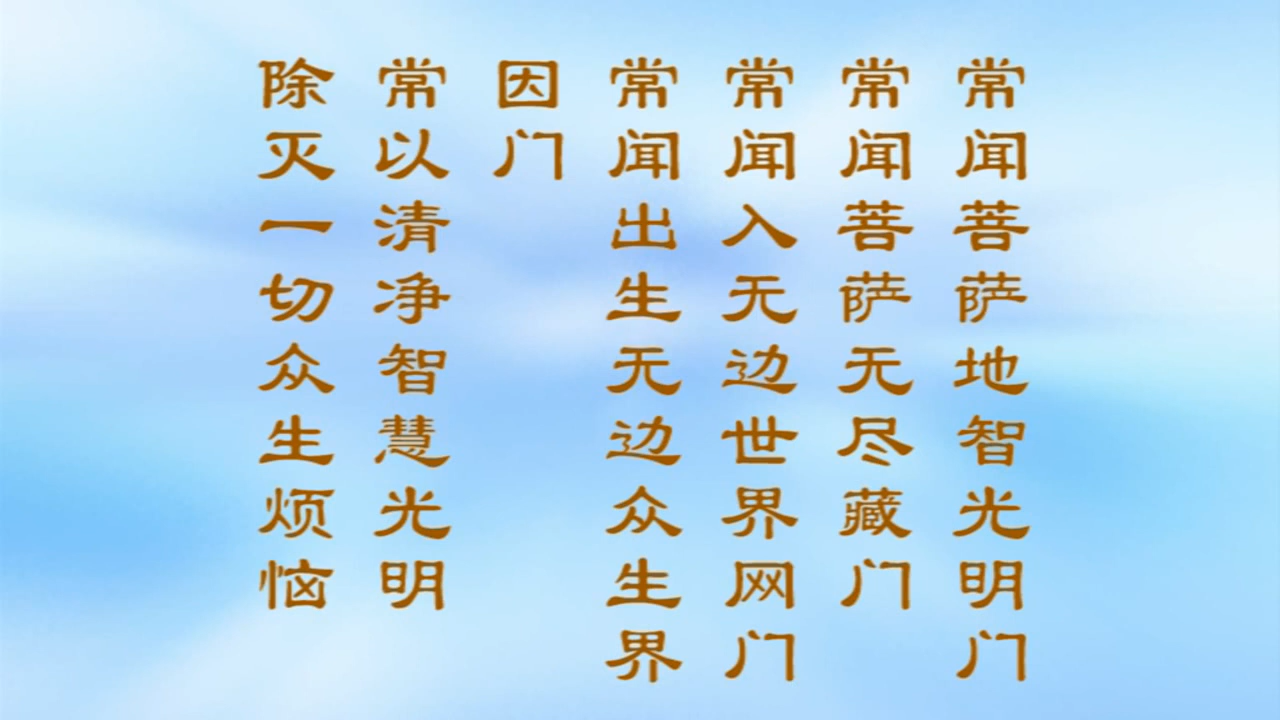 常闻菩萨地智光明门
常闻菩萨无尽藏门
常闻入无边世界网门
常闻出生无边众生界
因门
常以清净智慧光明
除灭一切众生烦恼